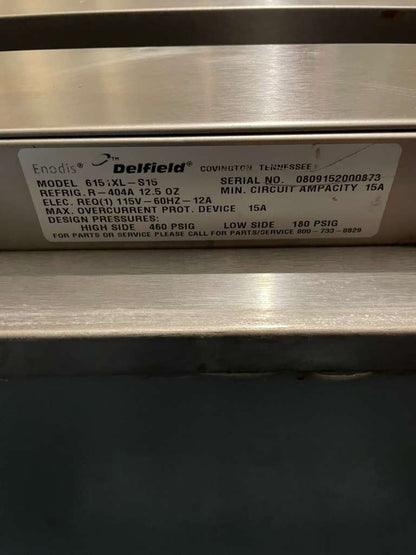 Enodis® ™ Delfield® COVINGTON, TENNESSEE
MODEL 6151XL-S15 SERIAL NO. 0809152000873
REFRIG. R-404A 12.5 OZ MIN. CIRCUIT AMPACITY 15A
ELEC. REQ(1) 115V-60HZ-12A
MAX. OVERCURRENT PROT. DEVICE 15A
DESIGN PRESSURES:
HIGH SIDE 460 PSIG LOW SIDE 180 PSIG
FOR PARTS OR SERVICE PLEASE CALL FOR PARTS/SERVICE 800-733-8829